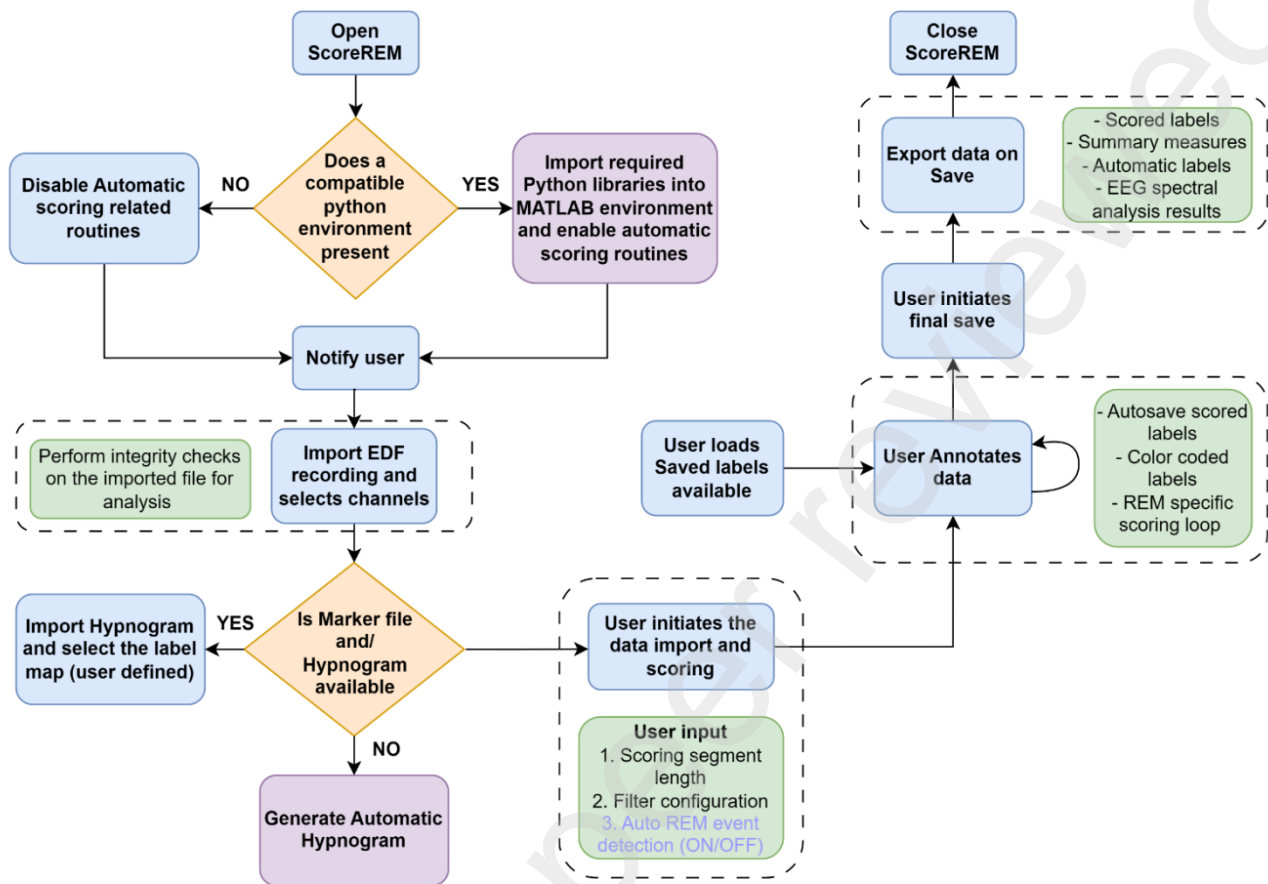 Open
ScoreREM
Does a
compatible
python
environment
present
NO
YES
Disable Automatic
scoring related
routines
Import required
Python libraries into
MATLAB environment
and enable automatic
scoring routines
Notify user
Perform integrity checks
on the imported file for
analysis
Import EDF
recording and
selects channels
Is Marker file
and/
Hypnogram
available
YES
NO
Import Hypnogram
and select the label
map (user defined)
Generate Automatic
Hypnogram
User initiates the
data import and
scoring
User input
1. Scoring segment
length
2. Filter configuration
3. Auto REM event
detection (ON/OFF)
Close
ScoreREM
Export data on
Save
- Scored labels
- Summary measures
- Automatic labels
- EEG spectral
analysis results
User initiates
final save
User loads
Saved labels
available
User Annotates
data
- Autosave scored
labels
- Color coded
labels
- REM specific
scoring loop
peer reviewed